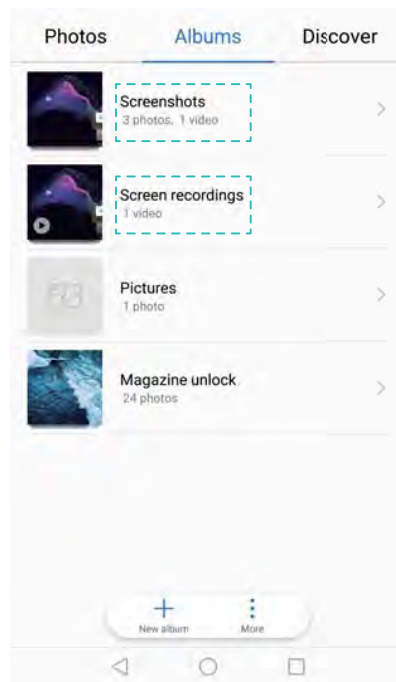 Photos Albums Discover
Screenshots
3 photos, 1 video
Screen recordings
1 video
Pictures
1 photo
Magazine unlock
24 photos
New album More